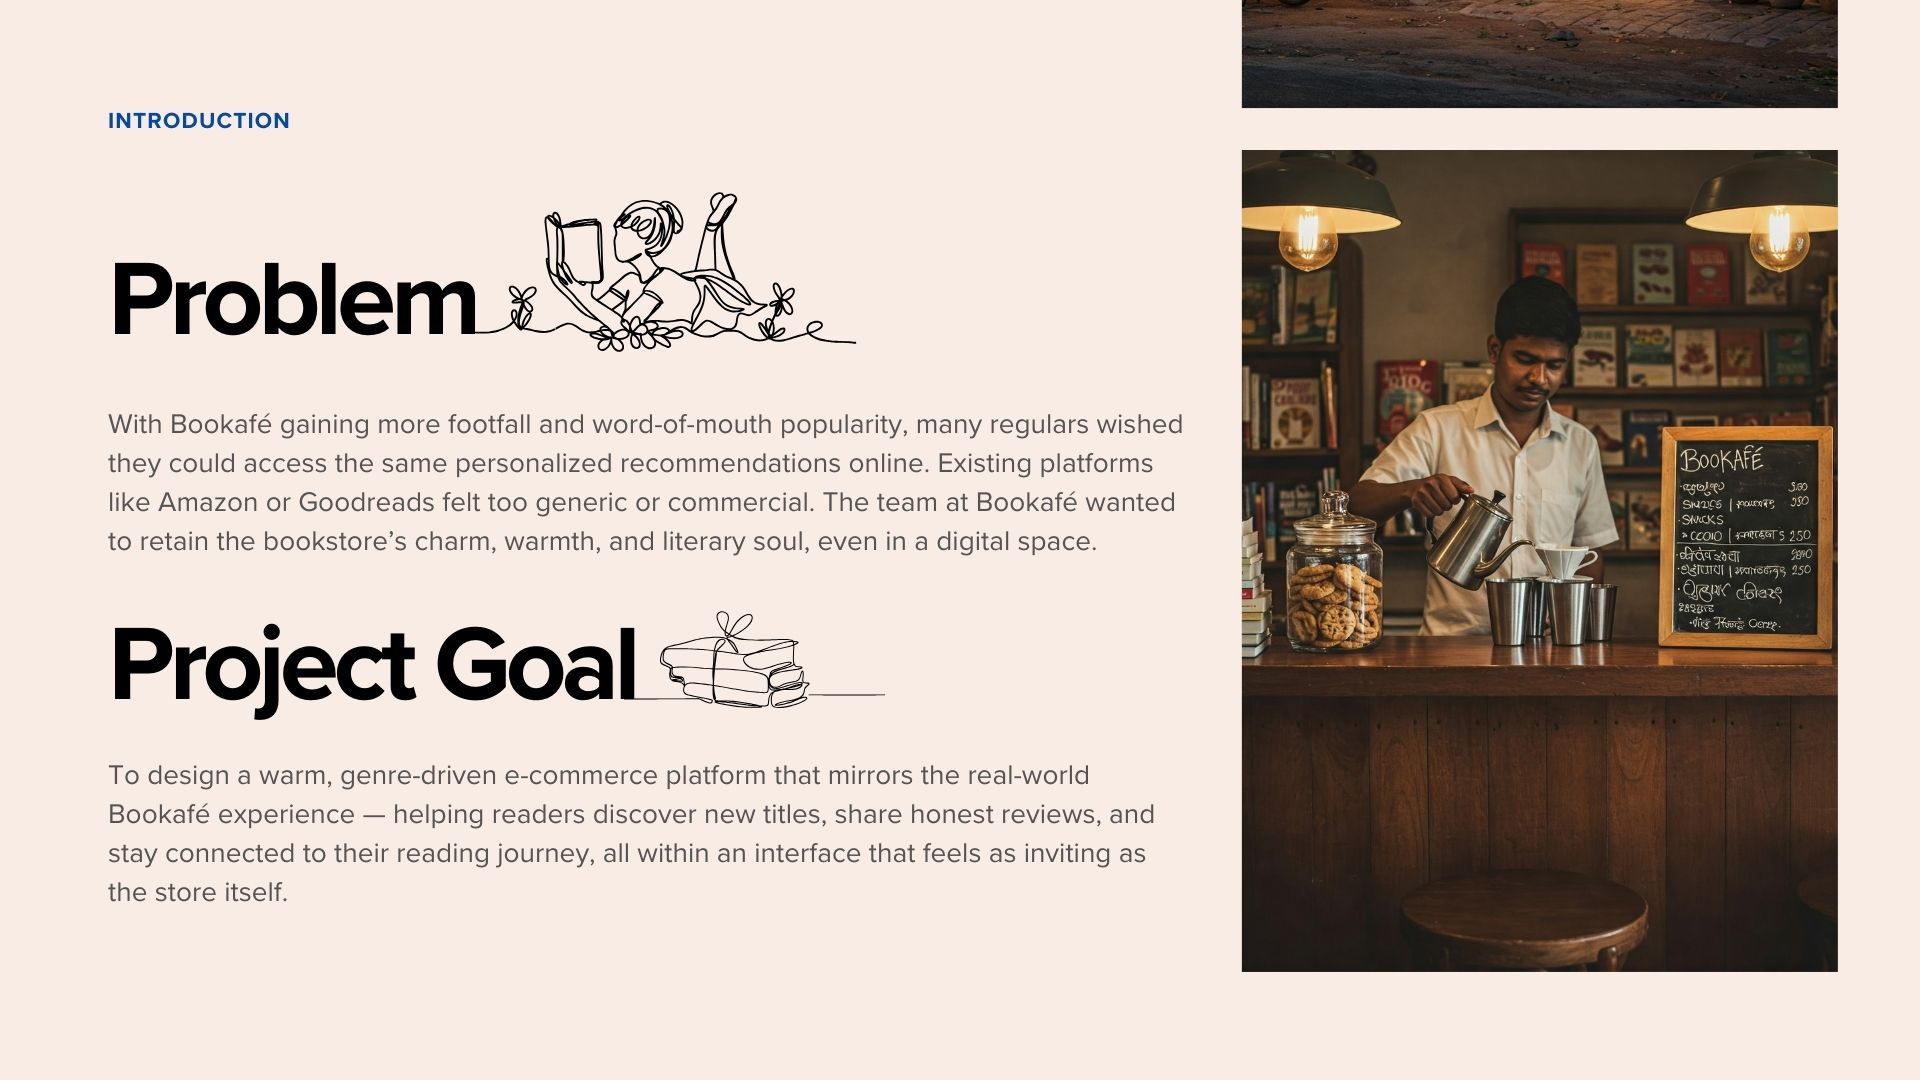 INTRODUCTION
Problem
With Bookafé gaining more footfall and word-of-mouth popularity, many regulars wished
they could access the same personalized recommendations online. Existing platforms
like Amazon or Goodreads felt too generic or commercial. The team at Bookafé wanted
to retain the bookstore’s charm, warmth, and literary soul, even in a digital space.
Project Goal
To design a warm, genre-driven e-commerce platform that mirrors the real-world
Bookafé experience — helping readers discover new titles, share honest reviews, and
stay connected to their reading journey, all within an interface that feels as inviting as
the store itself.
BOOKAFÉ
250
250
250